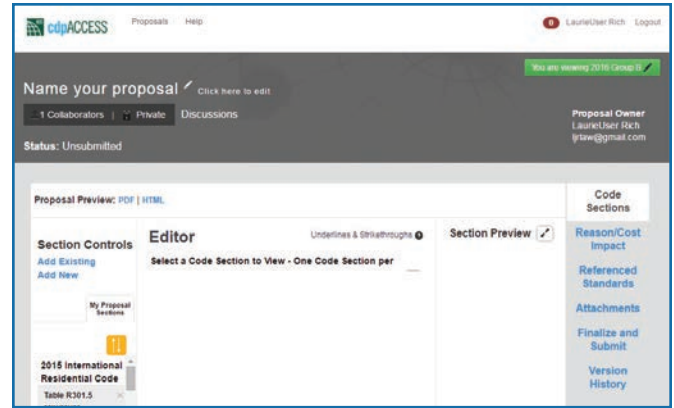 cdpACCESS Proposals Help 0 LaurieUser Rich Logout
You are viewing 2016 Group B
Name your proposal Click here to edit
1 Collaborators | Private Discussions
Proposal Owner
LaurieUser Rich
ljrtaw@gmail.com
Status: Unsubmitted
Proposal Preview: PDF | HTML
Section Controls
Add Existing
Add New
My Proposal
Sections
2015 International
Residential Code
Table R301.5
Editor Underlines & Strikethroughs
Select a Code Section to View - One Code Section per
Section Preview
Code
Sections
Reason/Cost
Impact
Referenced
Standards
Attachments
Finalize and
Submit
Version
History